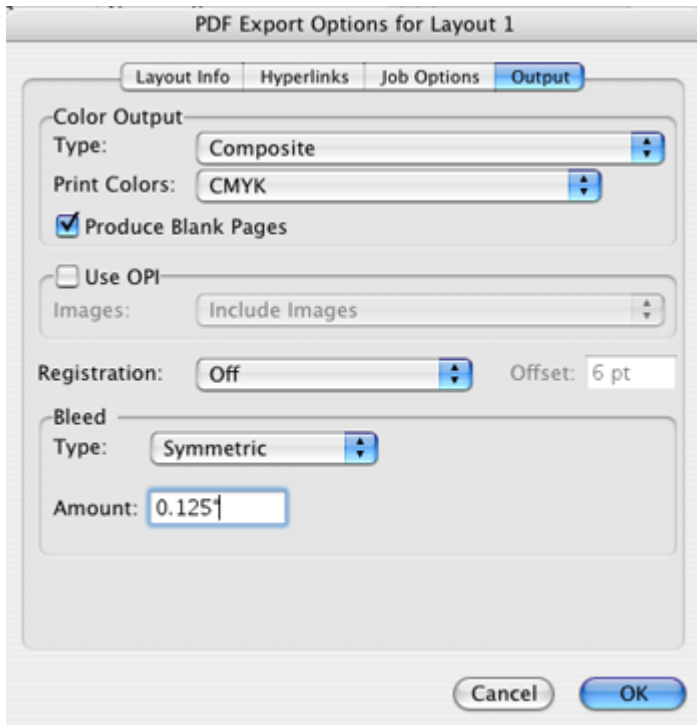 PDF Export Options for Layout 1
Layout Info Hyperlinks Job Options Output
Color Output
Type: Composite
Print Colors: CMYK
Produce Blank Pages
Use OPI
Images: Include Images
Registration: Off Offset: 6 pt
Bleed
Type: Symmetric
Amount: 0.125"
Cancel OK